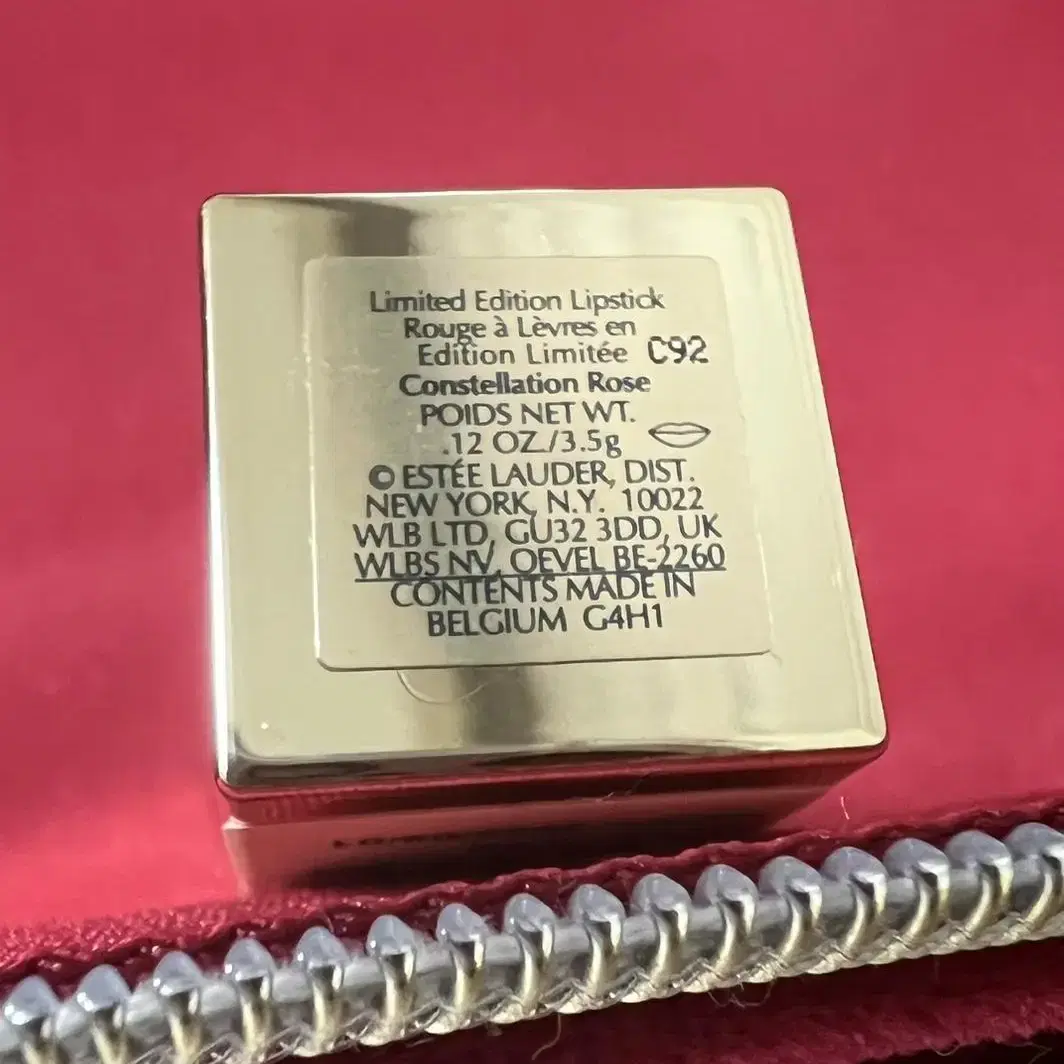 Limited Edition Lipstick
Rouge à Lèvres en
Edition Limitée C92
Constellation Rose
POIDS NET WT.
.12 OZ./3.5g
© ESTÉE LAUDER, DIST.
NEW YORK, N.Y. 10022
WLB LTD, GU32 3DD, UK
WLBS NV, OEVEL BE-2260
CONTENTS MADE IN
BELGIUM G4H1